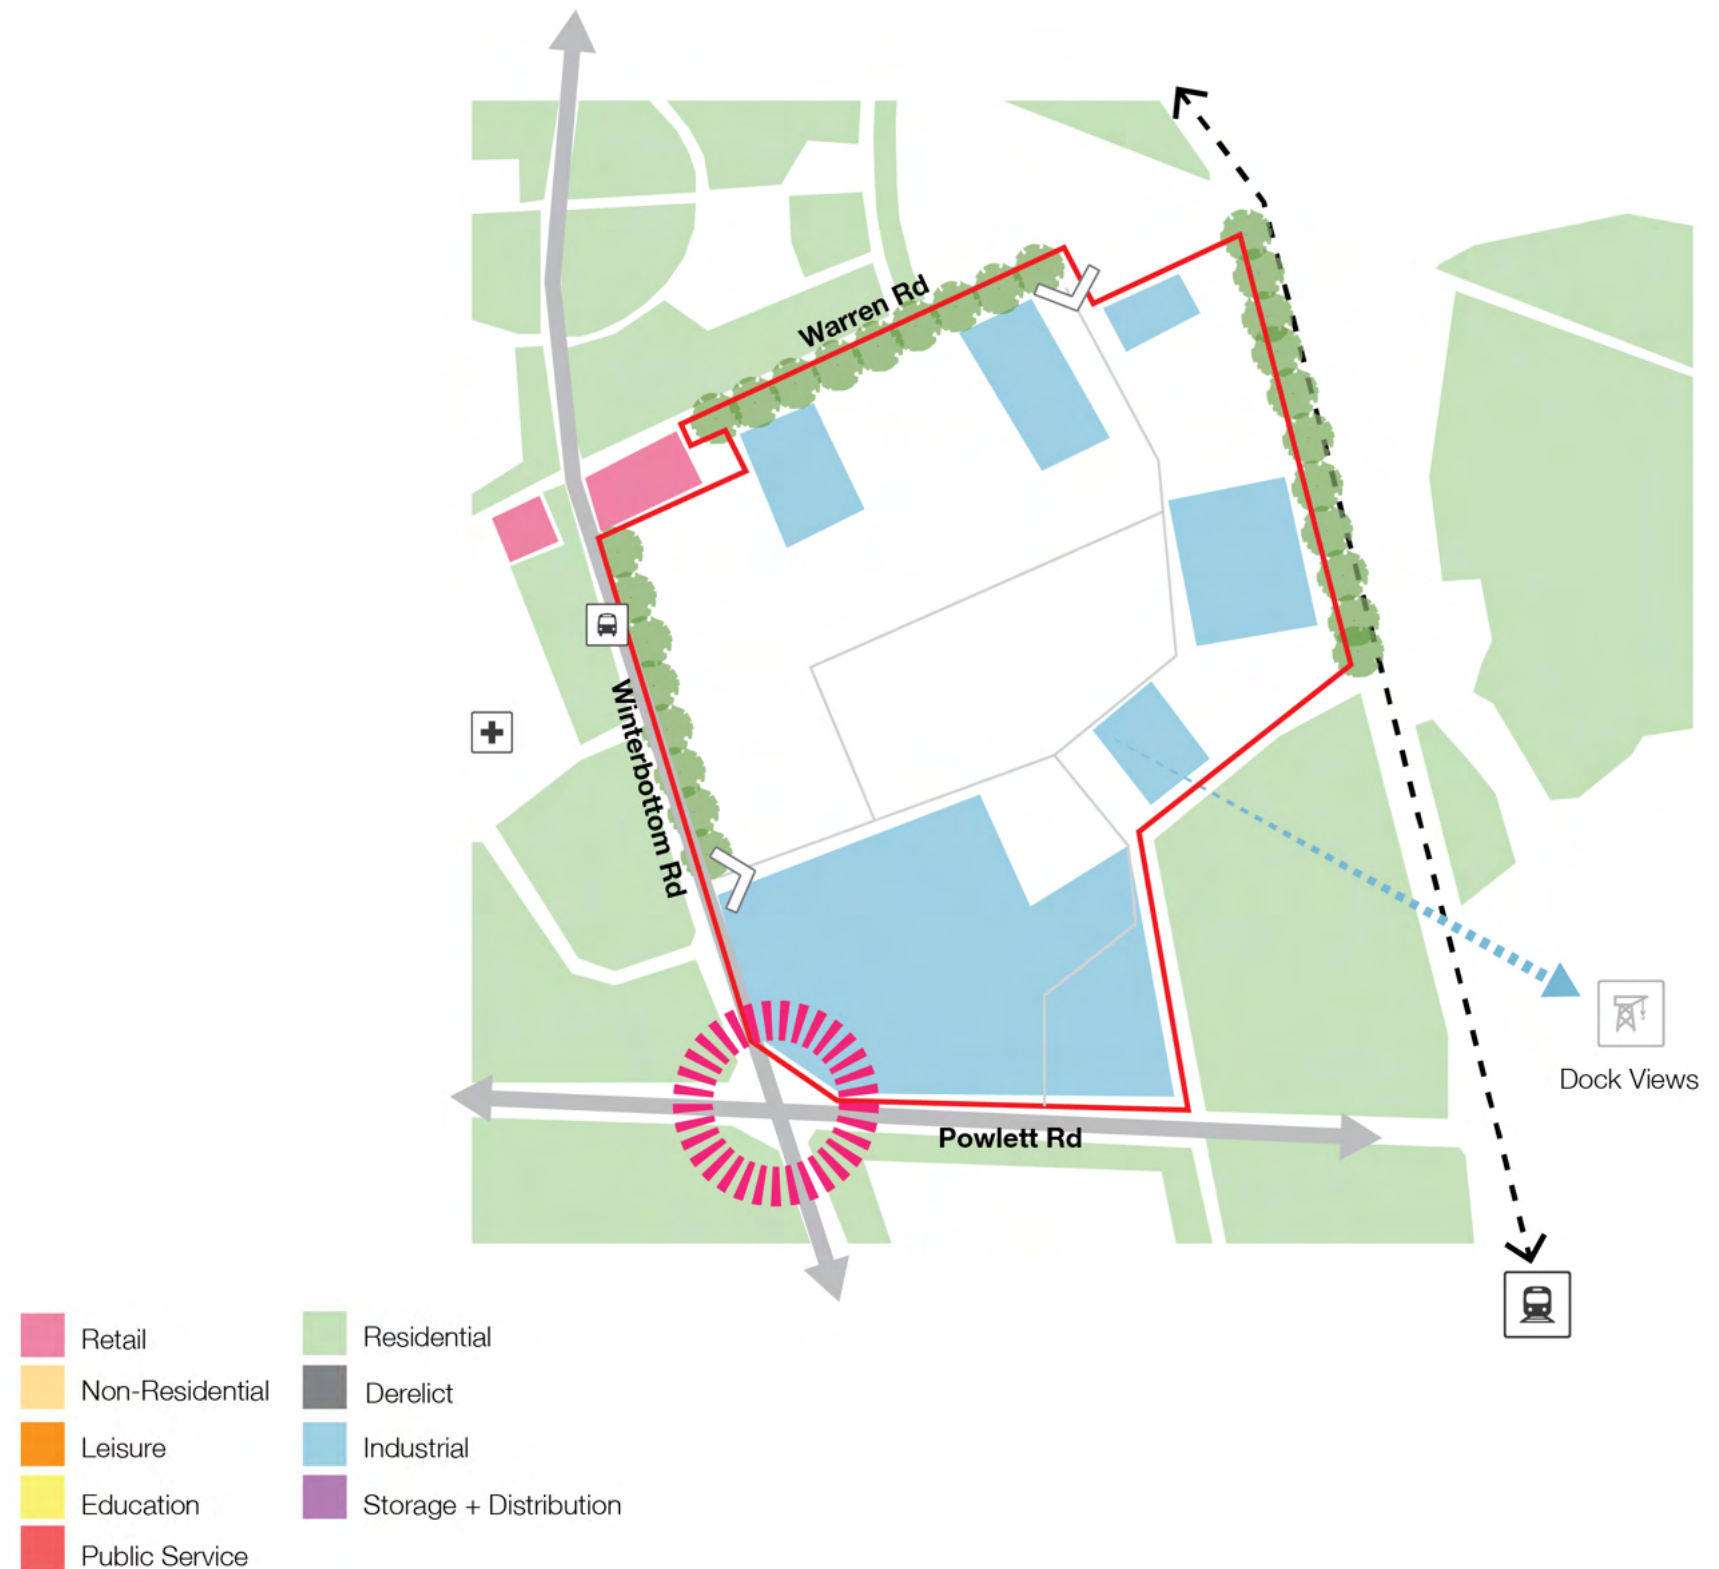 Warren Rd
Winterbottom Rd
Dock Views
Powlett Rd
Retail
Non-Residential
Leisure
Education
Public Service
Residential
Derelict
Industrial
Storage + Distribution